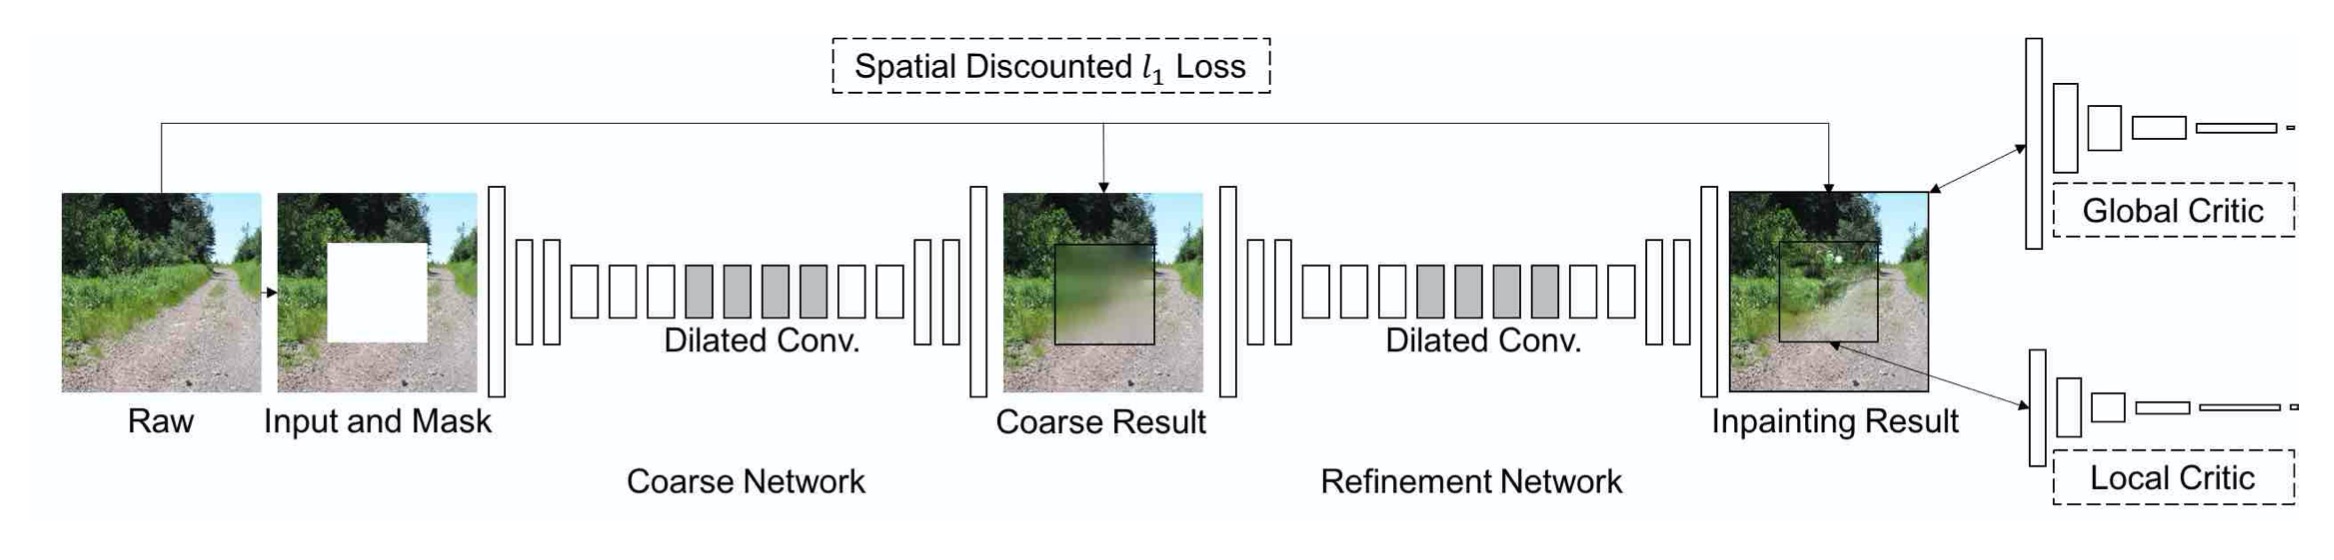 Spatial Discounted l₁ Loss
Global Critic
Dilated Conv.
Dilated Conv.
Raw
Input and Mask
Coarse Result
Inpainting Result
Coarse Network
Refinement Network
Local Critic